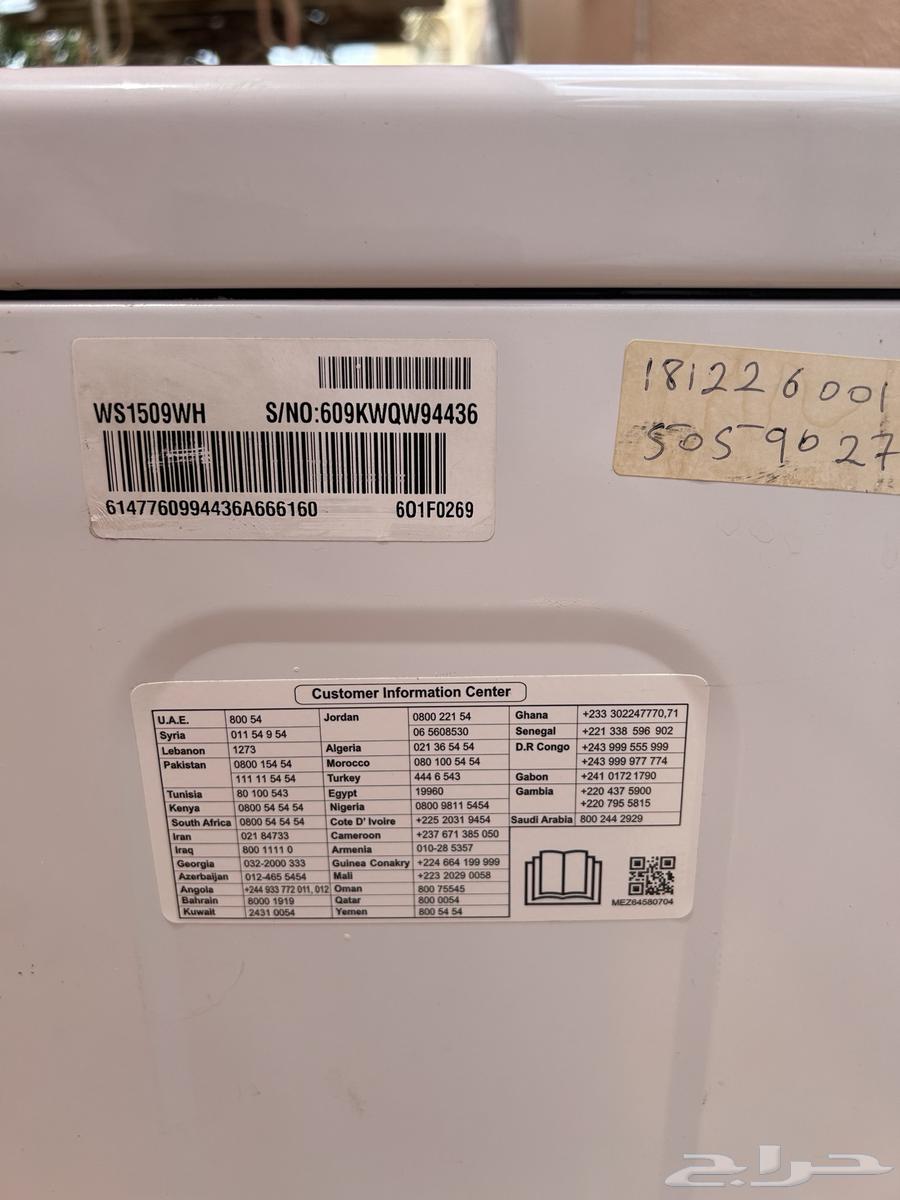 WS1509WH S/NO:609KWQW94436
6147760994436A666160 601F0269
181226001
5059027
Customer Information Center
U.A.E. 800 54
Syria 011 54 9 54
Lebanon 1273
Pakistan 0800 154 54
111 11 54 54
Tunisia 80 100 543
Kenya 0800 54 54 54
South Africa 0800 54 54 54
Iran 021 84733
Iraq 800 1111 0
Georgia 032-2000 333
Azerbaijan 012-465 5454
Angola +244 933 772 011, 012
Bahrain 8000 1919
Kuwait 2431 0054
Jordan 0800 221 54
06 5608530
Algeria 021 36 54 54
Morocco 080 100 54 54
Turkey 444 6 543
Egypt 19960
Nigeria 0800 9811 5454
Cote D' Ivoire +225 2031 9454
Cameroon +237 671 385 050
Armenia 010-28 5357
Guinea Conakry +224 664 199 999
Mali +223 2029 0058
Oman 800 75545
Qatar 800 0054
Yemen 800 54 54
Ghana +233 302247770,71
Senegal +221 338 596 902
D.R Congo +243 999 555 999
+243 999 977 774
Gabon +241 0172 1790
Gambia +220 437 5900
+220 795 5815
Saudi Arabia 800 244 2929
MEZ64580704
حراج